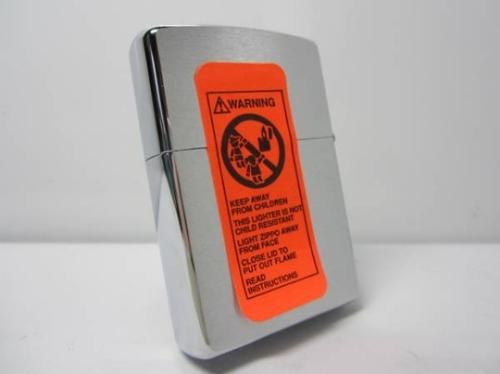 WARNING
KEEP AWAY
FROM CHILDREN
THIS LIGHTER IS NOT
CHILD RESISTANT
LIGHT ZIPPO AWAY
FROM FACE
CLOSE LID TO
PUT OUT FLAME
READ
INSTRUCTIONS